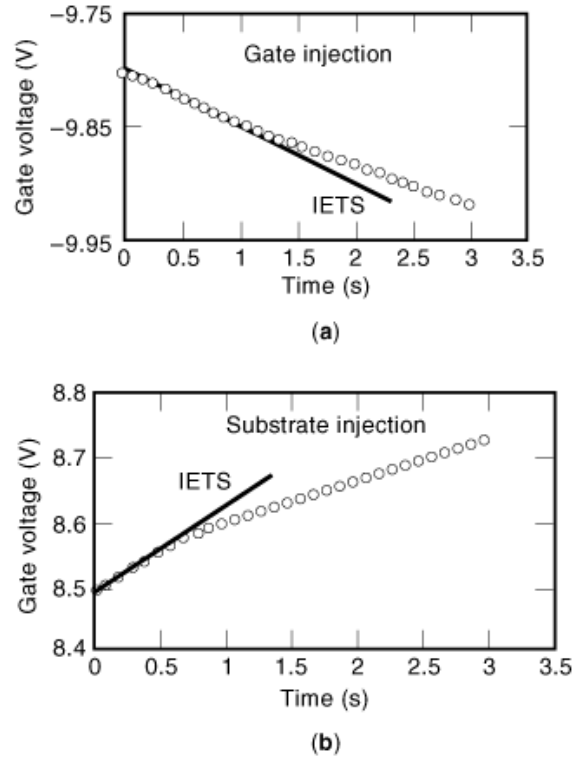 −9.75
Gate injection
Gate voltage (V)
−9.85
IETS
−9.95
0 0.5 1 1.5 2 2.5 3 3.5
Time (s)
(a)
8.8
Substrate injection
8.7
IETS
Gate voltage (V)
8.6
8.5
8.4
0 0.5 1 1.5 2 2.5 3 3.5
Time (s)
(b)